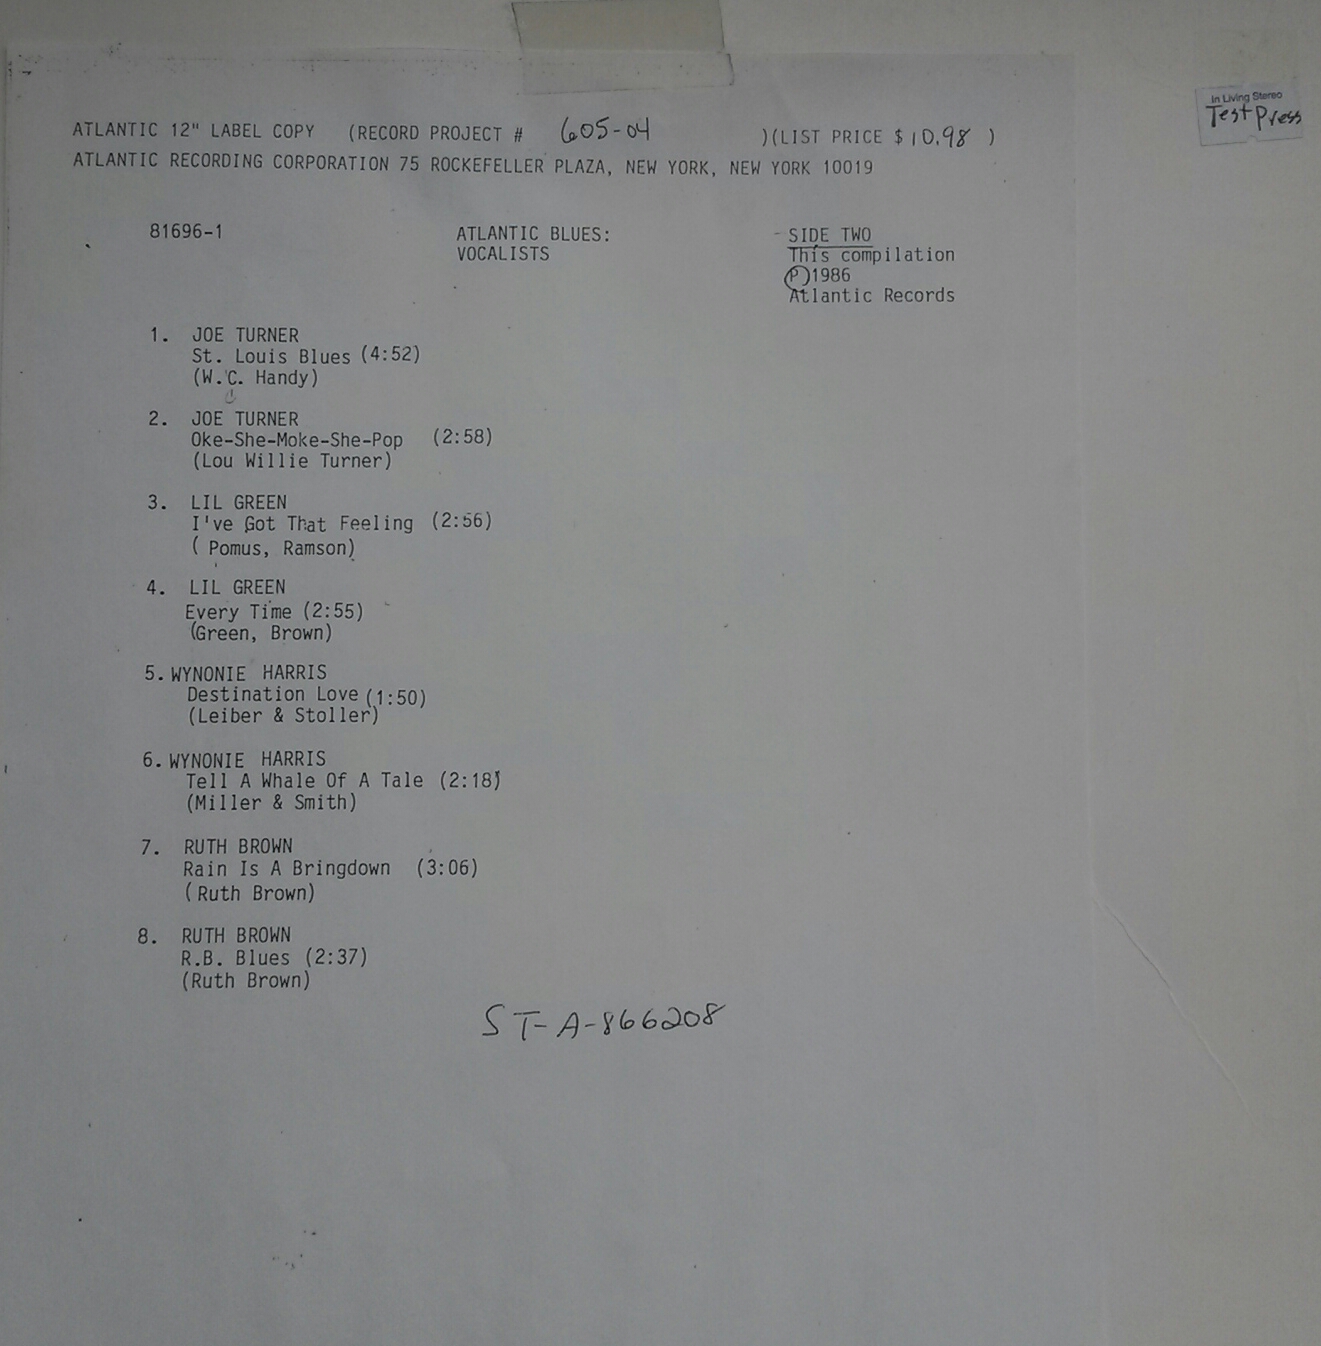 In Living Stereo
Test Press
ATLANTIC 12" LABEL COPY (RECORD PROJECT # 605-04 )(LIST PRICE $10.98 )
ATLANTIC RECORDING CORPORATION 75 ROCKEFELLER PLAZA, NEW YORK, NEW YORK 10019
81696-1 ATLANTIC BLUES: SIDE TWO
VOCALISTS This compilation
Ⓟ1986
Atlantic Records
1. JOE TURNER
St. Louis Blues (4:52)
(W.C. Handy)
2. JOE TURNER
Oke-She-Moke-She-Pop (2:58)
(Lou Willie Turner)
3. LIL GREEN
I've Got That Feeling (2:56)
( Pomus, Ramson)
4. LIL GREEN
Every Time (2:55)
(Green, Brown)
5. WYNONIE HARRIS
Destination Love (1:50)
(Leiber & Stoller)
6. WYNONIE HARRIS
Tell A Whale Of A Tale (2:18)
(Miller & Smith)
7. RUTH BROWN
Rain Is A Bringdown (3:06)
( Ruth Brown)
8. RUTH BROWN
R.B. Blues (2:37)
(Ruth Brown)
ST-A-866208